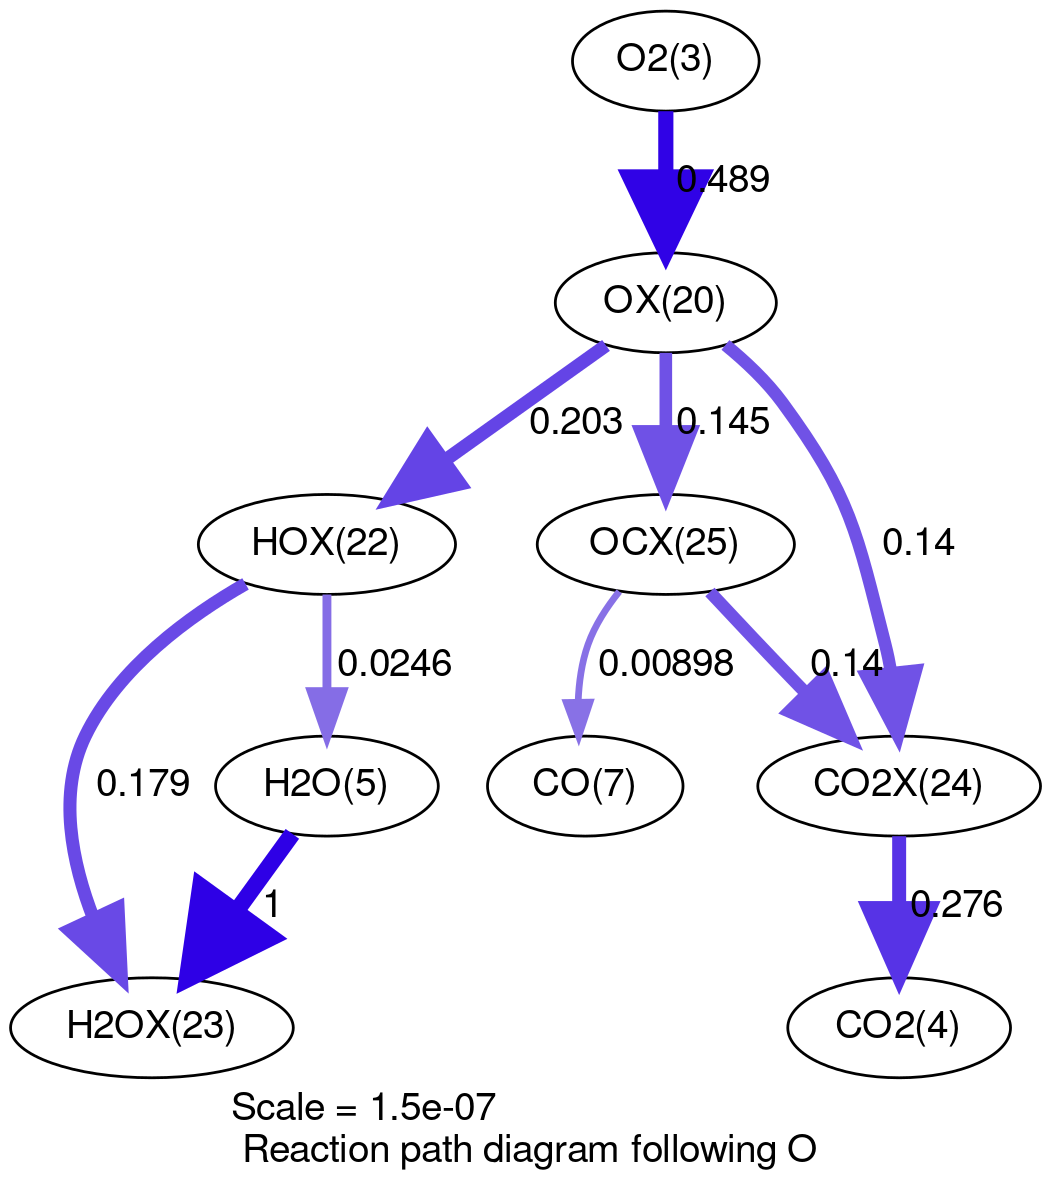 O2(3)
0.489
OX(20)
0.203
0.145
0.14
HOX(22)
OCX(25)
0.0246
0.00898
0.14
0.179
H2O(5)
CO(7)
CO2X(24)
1
0.276
H2OX(23)
CO2(4)
Scale = 1.5e-07
Reaction path diagram following O